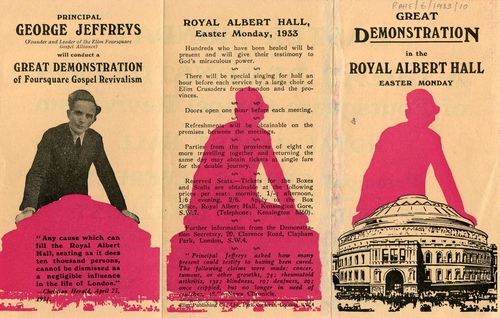 PRINCIPAL
GEORGE JEFFREYS
(Founder and Leader of the Elim Foursquare
Gospel Alliance)
will conduct a
GREAT DEMONSTRATION
of Foursquare Gospel Revivalism
"Any cause which can
fill the Royal Albert
Hall, seating as it does
ten thousand persons,
cannot be dismissed as
a negligible influence
in the life of London."
Christian Herald, April 23,
1931.
ROYAL ALBERT HALL,
Easter Monday, 1933
Hundreds who have been healed will be
present and will give their testimony to
God's miraculous power.
There will be special singing for half an
hour before each service by a large choir of
Elim Crusaders from London and the pro-
vinces.
Doors open one hour before each meeting.
Refreshments will be obtainable on the
premises between the meetings.
Parties from the provinces of eight or
more travelling together and returning the
same day may obtain tickets at single fare
for the double journey.
Reserved Seats.—Tickets for the Boxes
and Stalls are obtainable at the following
prices per seat: morning, 1/-; afternoon,
1/6; evening, 2/6. Apply to the Box
Office, Royal Albert Hall, Kensington Gore,
S.W.7. (Telephone: Kensington 3560).
Further information from the Demonstra-
tion Secretary, 20, Clarence Road, Clapham
Park, London, S.W.4.
"Principal Jeffreys asked how many
present could testify to having been cured.
The following claims were made: cancer,
tumours, or other growths, 75; rheumatoid
arthritis, 132; blindness, 19; deafness, 20;
once crippled, but no longer in need of
News Chronicle.
GREAT
DEMONSTRATION
in the
ROYAL ALBERT HALL
EASTER MONDAY